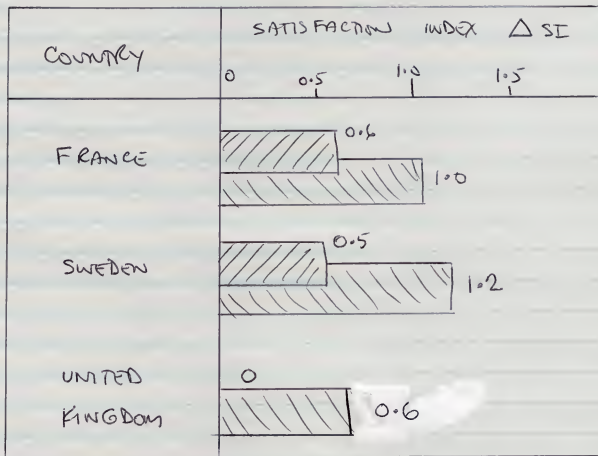 SATISFACTION INDEX △ SI
COUNTRY
0 0.5 1.0 1.5
FRANCE
0.6
1.0
SWEDEN
0.5
1.2
UNITED
KINGDOM
0
0.6